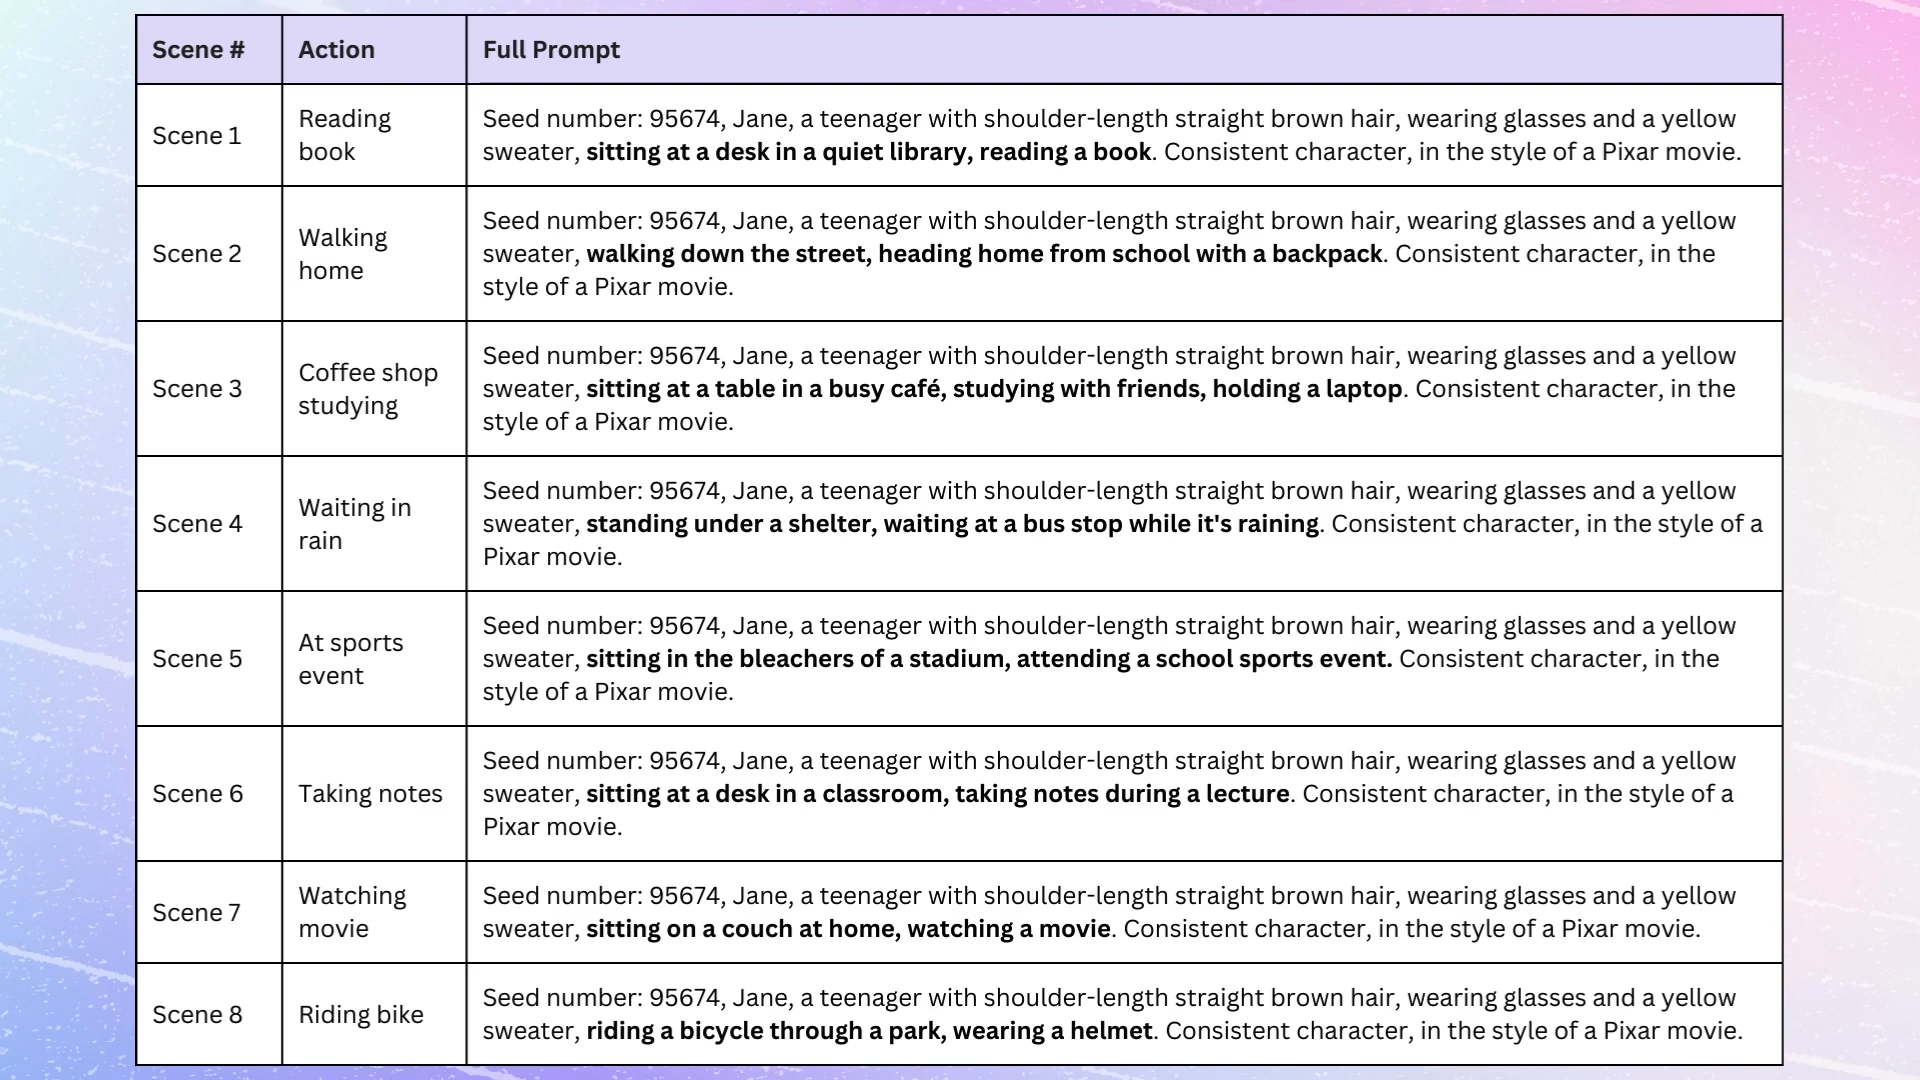 Scene # Action Full Prompt
Scene 1
Reading
book
Seed number: 95674, Jane, a teenager with shoulder-length straight brown hair, wearing glasses and a yellow
sweater, sitting at a desk in a quiet library, reading a book. Consistent character, in the style of a Pixar movie.
Scene 2
Walking
home
Seed number: 95674, Jane, a teenager with shoulder-length straight brown hair, wearing glasses and a yellow
sweater, walking down the street, heading home from school with a backpack. Consistent character, in the
style of a Pixar movie.
Scene 3
Coffee shop
studying
Seed number: 95674, Jane, a teenager with shoulder-length straight brown hair, wearing glasses and a yellow
sweater, sitting at a table in a busy café, studying with friends, holding a laptop. Consistent character, in the
style of a Pixar movie.
Scene 4
Waiting in
rain
Seed number: 95674, Jane, a teenager with shoulder-length straight brown hair, wearing glasses and a yellow
sweater, standing under a shelter, waiting at a bus stop while it's raining. Consistent character, in the style of a
Pixar movie.
Scene 5
At sports
event
Seed number: 95674, Jane, a teenager with shoulder-length straight brown hair, wearing glasses and a yellow
sweater, sitting in the bleachers of a stadium, attending a school sports event. Consistent character, in the
style of a Pixar movie.
Scene 6
Taking notes
Seed number: 95674, Jane, a teenager with shoulder-length straight brown hair, wearing glasses and a yellow
sweater, sitting at a desk in a classroom, taking notes during a lecture. Consistent character, in the style of a
Pixar movie.
Scene 7
Watching
movie
Seed number: 95674, Jane, a teenager with shoulder-length straight brown hair, wearing glasses and a yellow
sweater, sitting on a couch at home, watching a movie. Consistent character, in the style of a Pixar movie.
Scene 8
Riding bike
Seed number: 95674, Jane, a teenager with shoulder-length straight brown hair, wearing glasses and a yellow
sweater, riding a bicycle through a park, wearing a helmet. Consistent character, in the style of a Pixar movie.